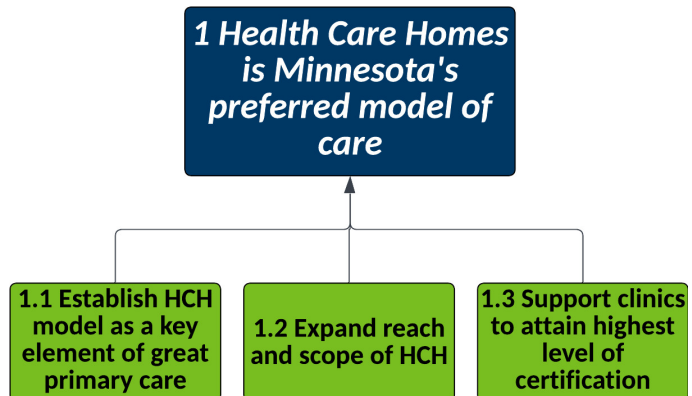 1 Health Care Homes
is Minnesota's
preferred model of
care
1.1 Establish HCH
model as a key
element of great
primary care
1.2 Expand reach
and scope of HCH
1.3 Support clinics
to attain highest
level of
certification